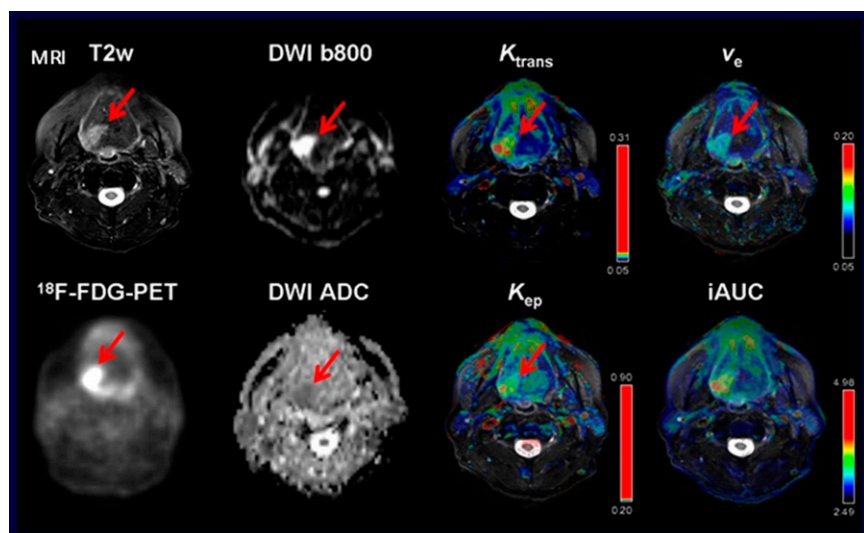 MRI T2w DWI b800 Ktrans ve
0.31 0.20
0.05 0.05
18F-FDG-PET DWI ADC Kep iAUC
0.90 4.98
0.20 2.49